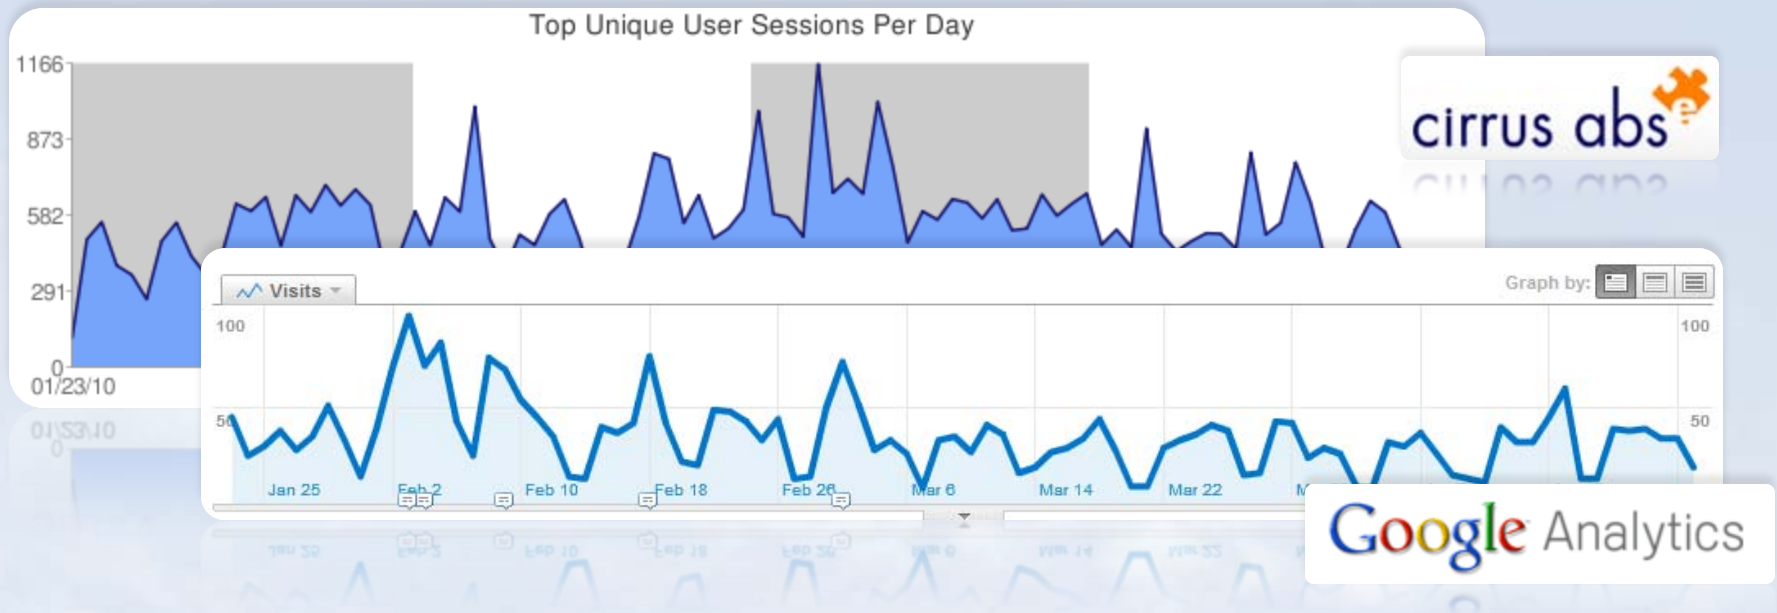 Top Unique User Sessions Per Day
1166
873
582
291
0
01/23/10
cirrus abs
e
Visits
Graph by:
100
100
50
50
Jan 25
Feb 2
Feb 10
Feb 18
Feb 26
Mar 6
Mar 14
Mar 22
Google Analytics